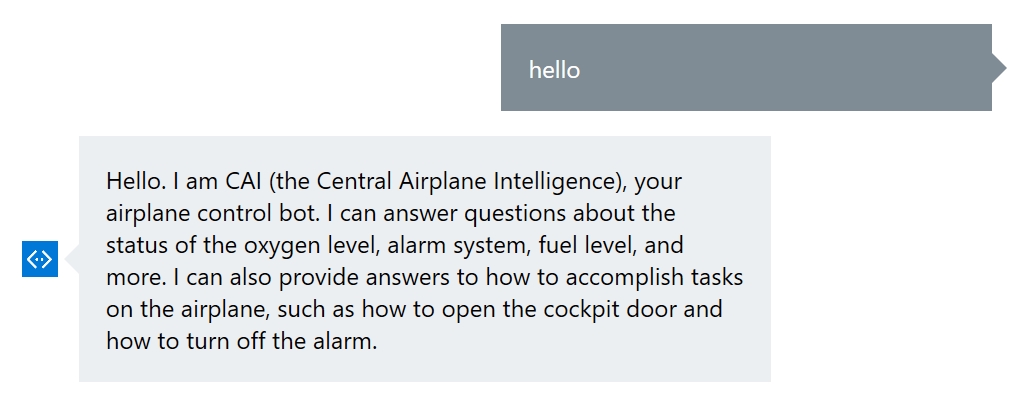 hello
Hello. I am CAI (the Central Airplane Intelligence), your
airplane control bot. I can answer questions about the
status of the oxygen level, alarm system, fuel level, and
more. I can also provide answers to how to accomplish tasks
on the airplane, such as how to open the cockpit door and
how to turn off the alarm.